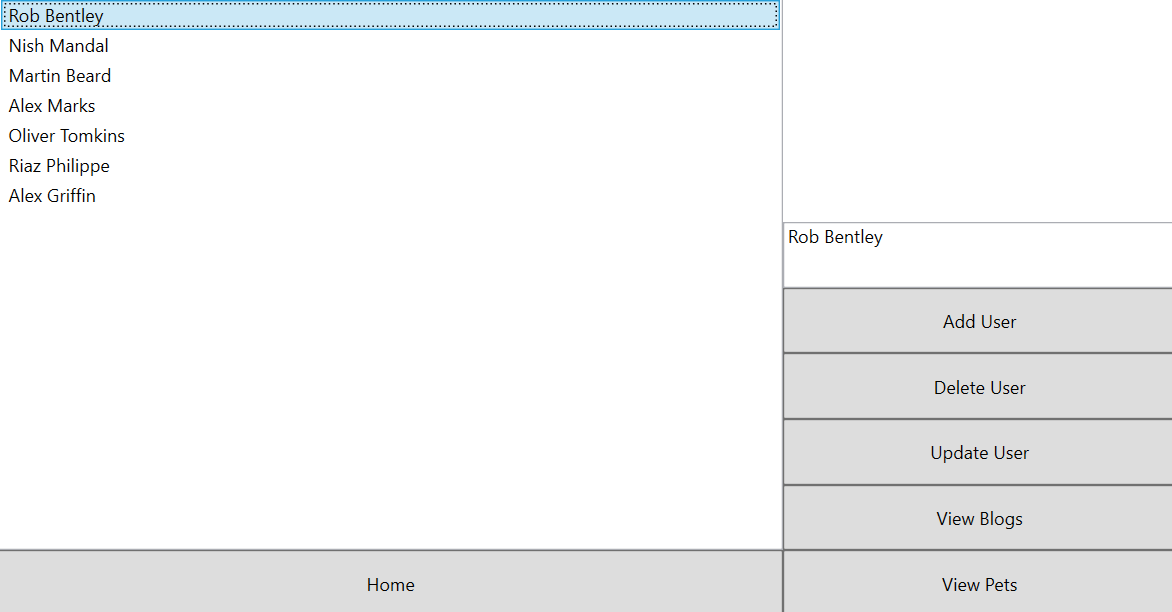 Rob Bentley
Nish Mandal
Martin Beard
Alex Marks
Oliver Tomkins
Riaz Philippe
Alex Griffin
Rob Bentley
Add User
Delete User
Update User
View Blogs
Home
View Pets